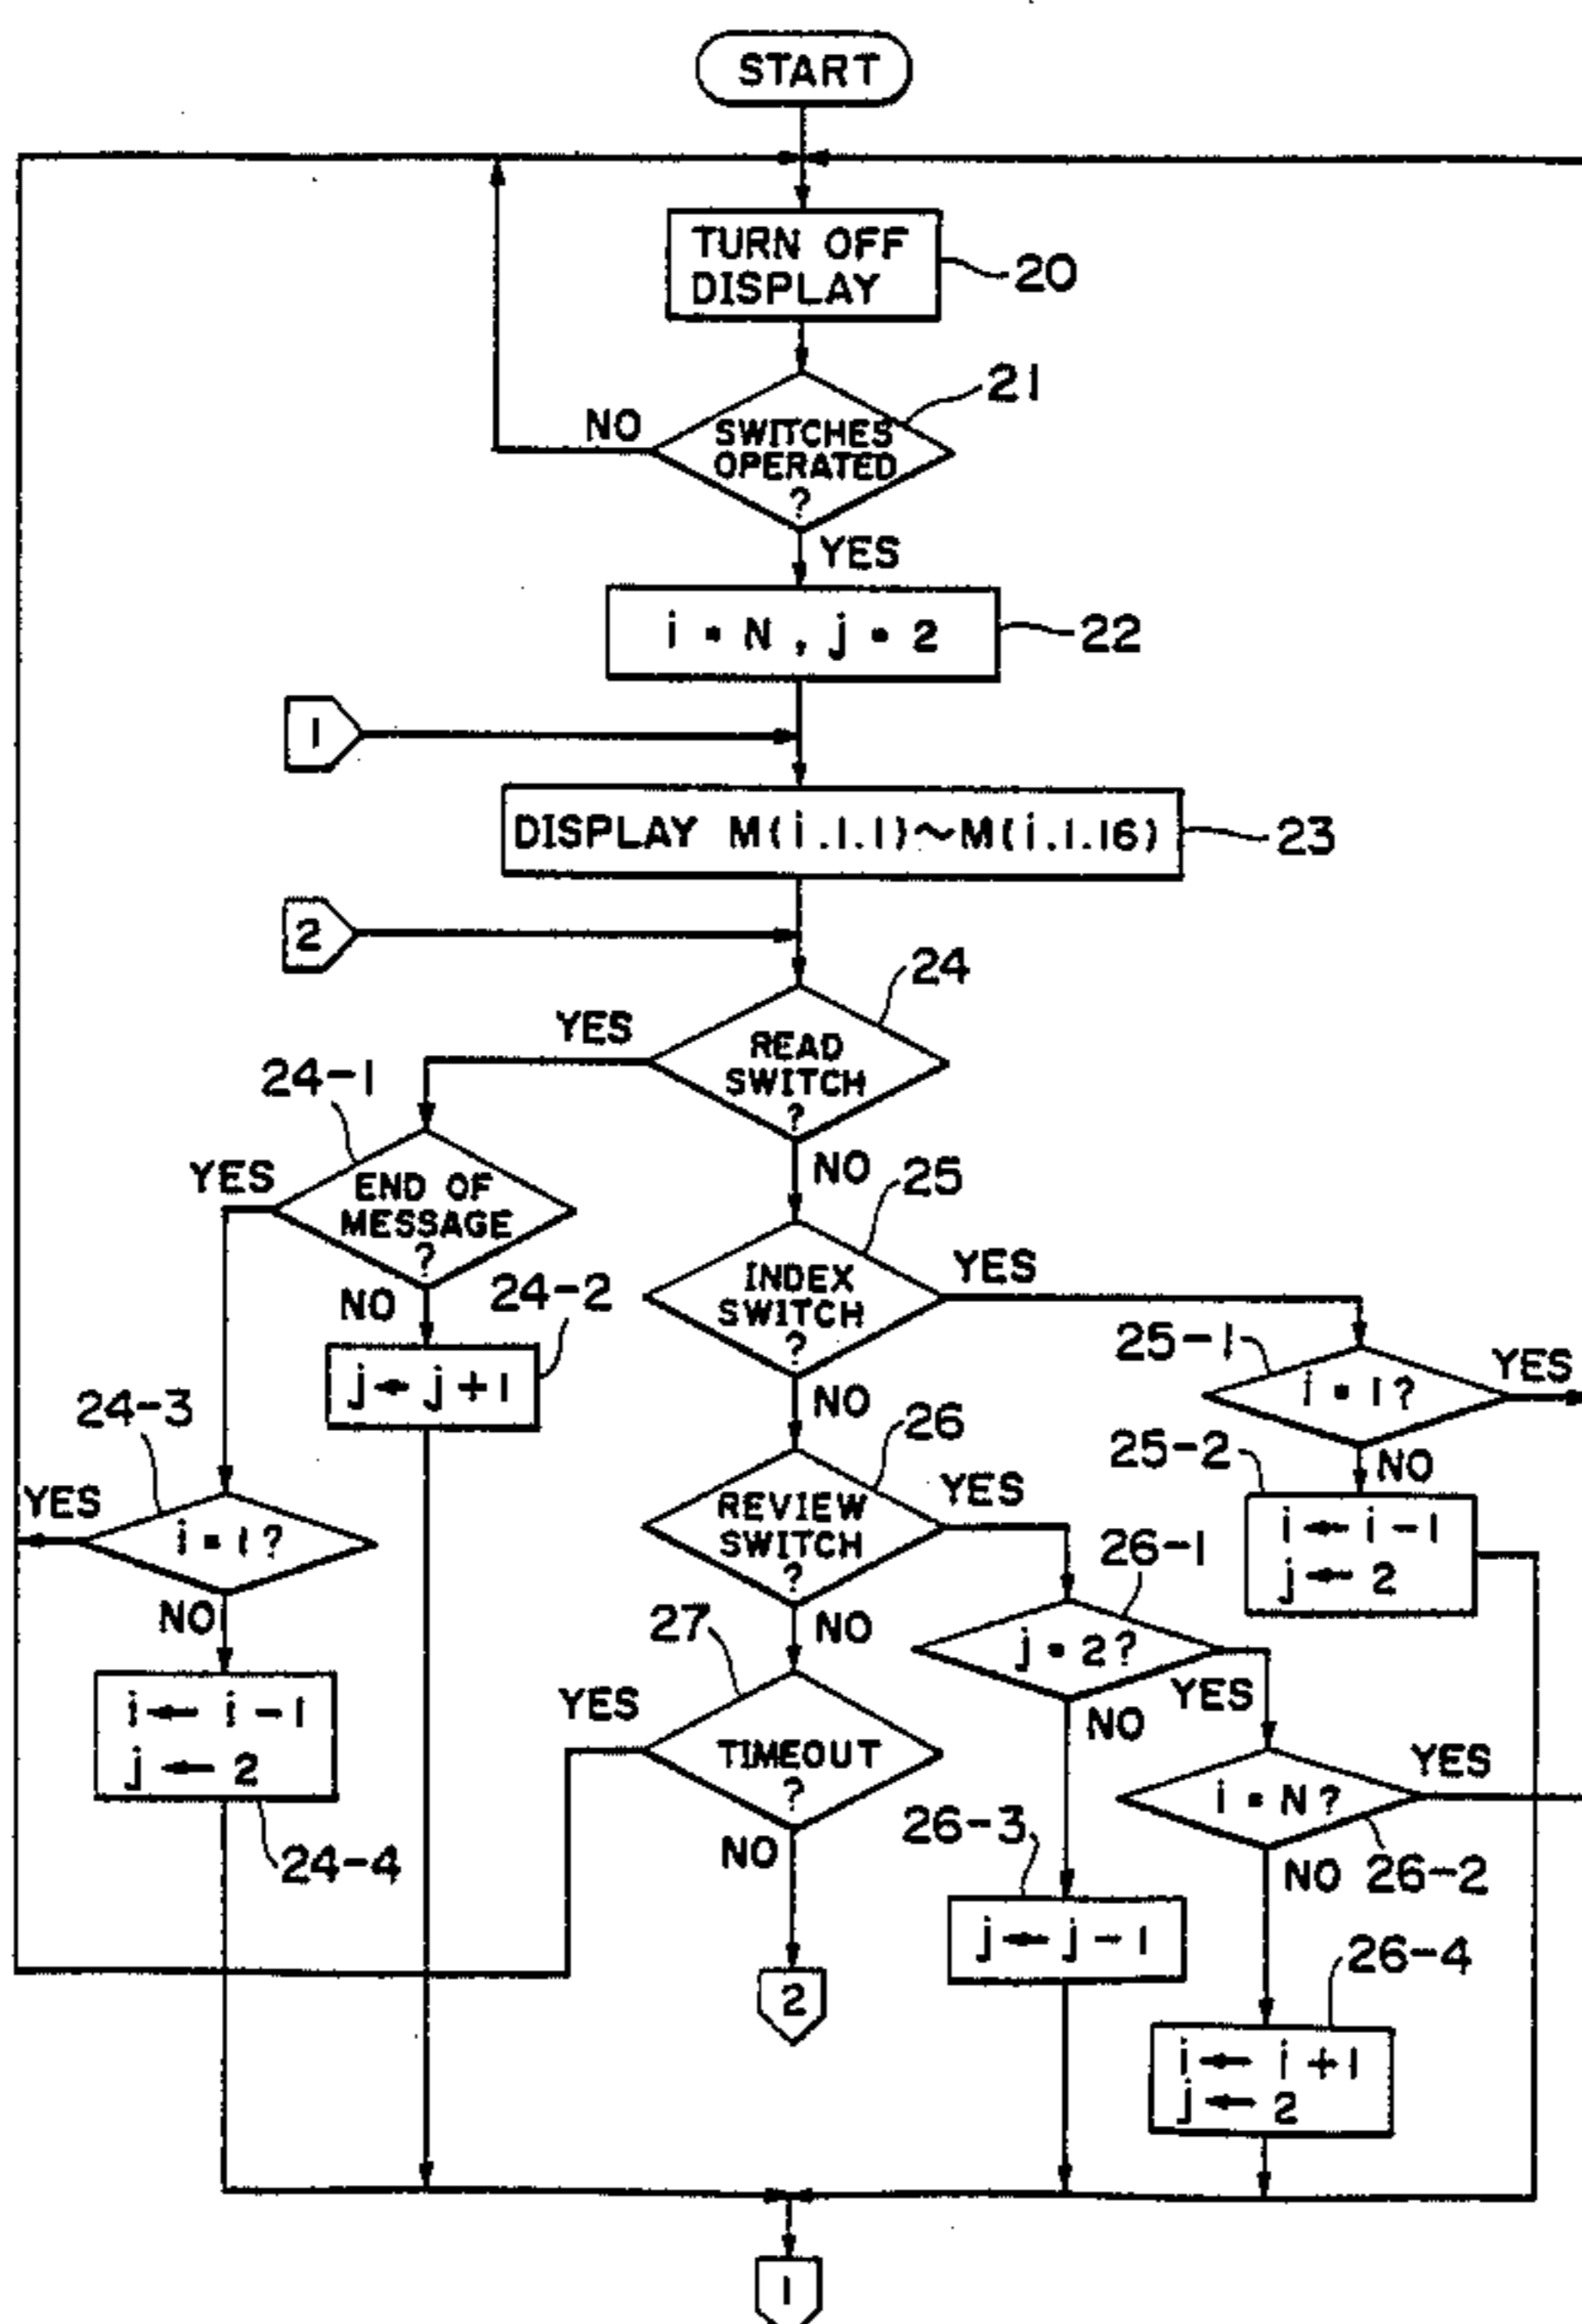 START
TURN OFF
DISPLAY
20
21
NO
SWITCHES
OPERATED
?
YES
i = N , j = 2
22
1
DISPLAY M(i.1.1)~M(i.1.16)
23
2
24
YES
READ
SWITCH
?
24-1
NO
25
YES
END OF
MESSAGE
?
NO
24-2
INDEX
SWITCH
?
YES
25-1
i = 1?
YES
j ← j +1
NO
24-3
26
25-2
NO
YES
i = 1?
REVIEW
SWITCH
?
YES
i ← i -1
j ← 2
26-1
NO
27
NO
j = 2?
YES
NO
i ← i -1
j ← 2
YES
TIMEOUT
?
i = N?
YES
24-4
NO
26-3
NO
26-2
j ← j -1
26-4
2
i ← i +1
j ← 2
1